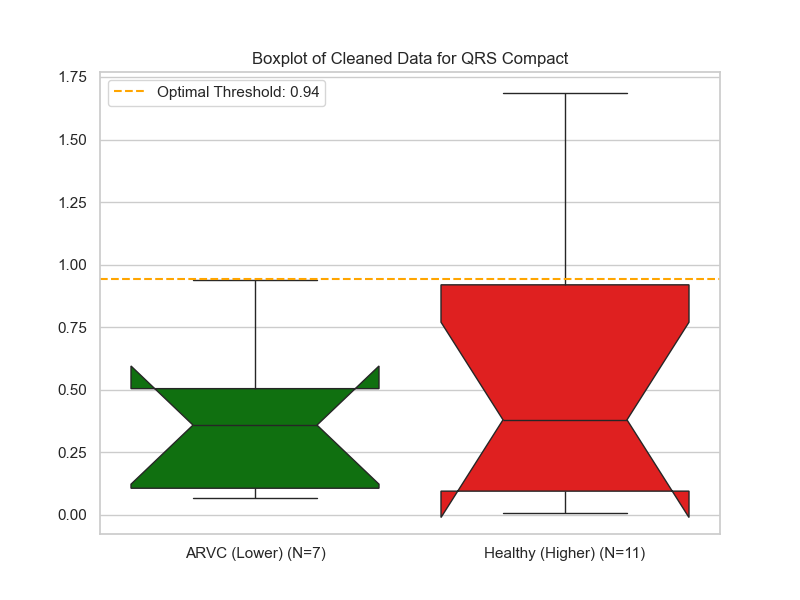 Boxplot of Cleaned Data for QRS Compact
Optimal Threshold: 0.94
1.75
1.50
1.25
1.00
0.75
0.50
0.25
0.00
ARVC (Lower) (N=7)
Healthy (Higher) (N=11)